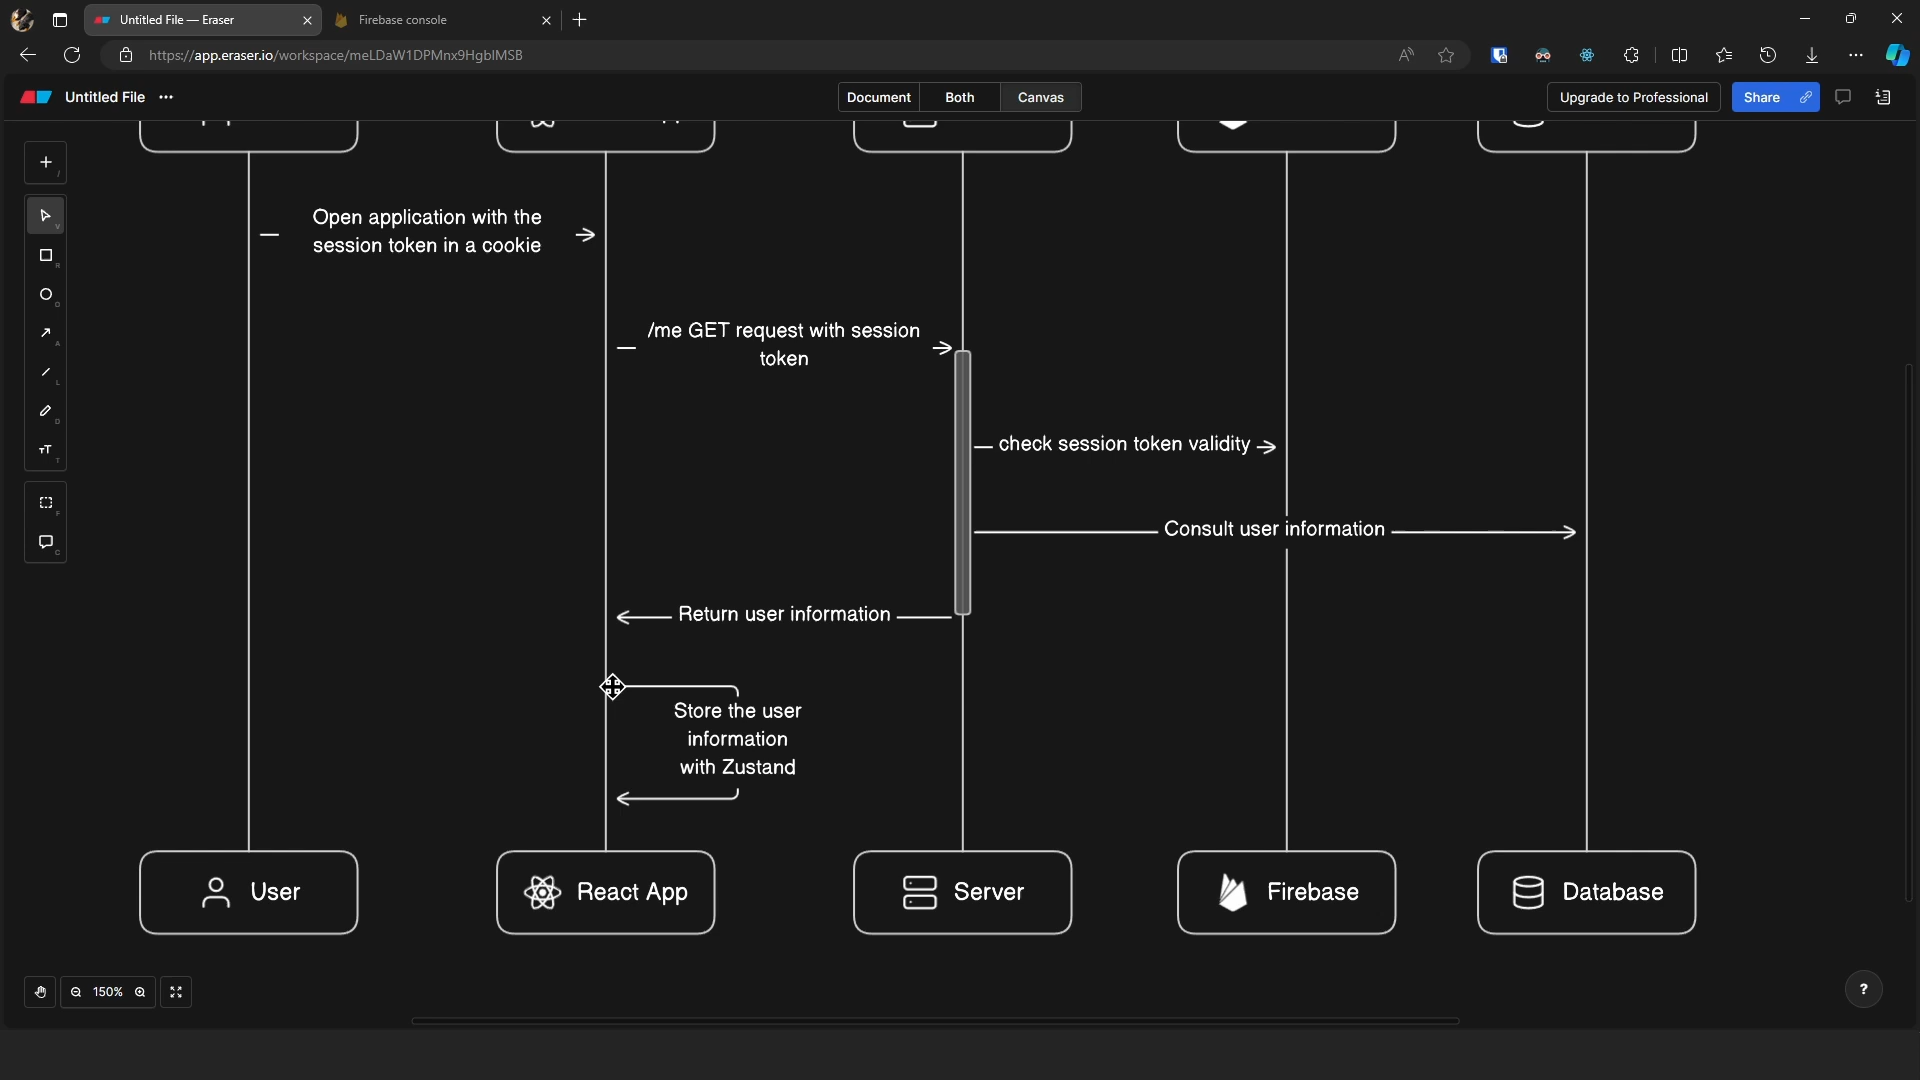 Untitled File — Eraser
Firebase console
https://app.eraser.io/workspace/meLDaW1DPMnx9HgblMSB
Untitled File
Document
Both
Canvas
Upgrade to Professional
Share
Open application with the
session token in a cookie
/me GET request with session
token
check session token validity
Consult user information
Return user information
Store the user
information
with Zustand
User
React App
Server
Firebase
Database
150%
?